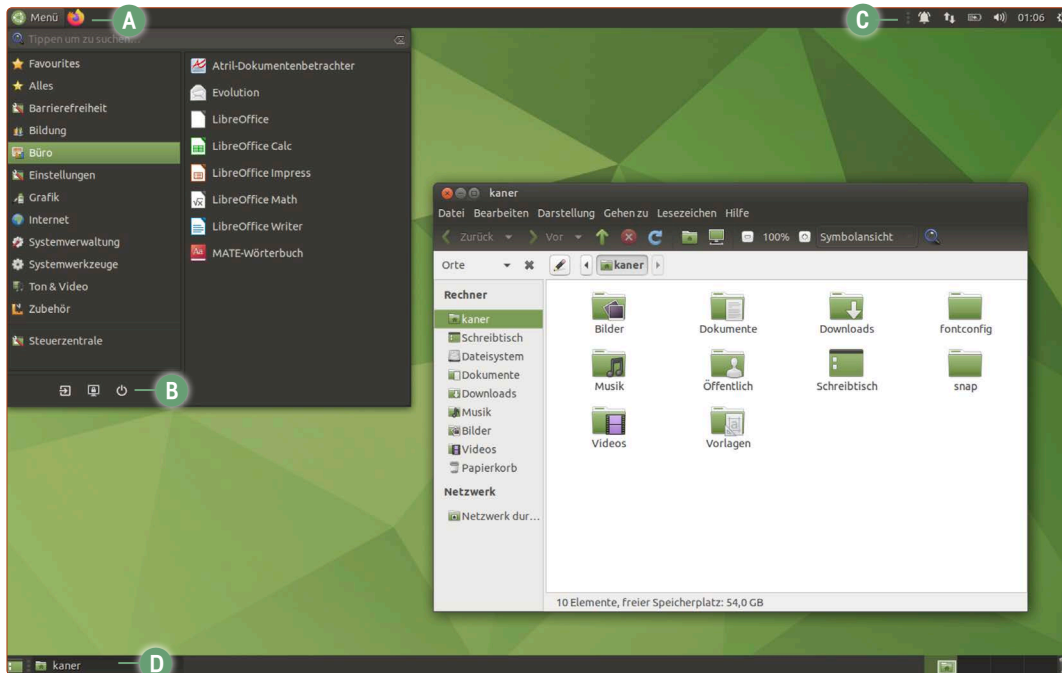 Menü
A
C
01:06
Tippen um zu suchen...
Favourites
Alles
Barrierefreiheit
Bildung
Büro
Einstellungen
Grafik
Internet
Systemverwaltung
Systemwerkzeuge
Ton & Video
Zubehör
Steuerzentrale
B
Atril-Dokumentenbetrachter
Evolution
LibreOffice
LibreOffice Calc
LibreOffice Impress
LibreOffice Math
LibreOffice Writer
Aa MATE-Wörterbuch
kaner
Datei Bearbeiten Darstellung Gehen zu Lesezeichen Hilfe
Zurück Vor 100% Symbolansicht
Orte kaner
Rechner
kaner
Schreibtisch
Dateisystem
Dokumente
Downloads
Musik
Bilder
Videos
Papierkorb
Netzwerk
Netzwerk dur...
Bilder Dokumente Downloads fontconfig
Musik Öffentlich Schreibtisch snap
Videos Vorlagen
10 Elemente, freier Speicherplatz: 54,0 GB
kaner
D